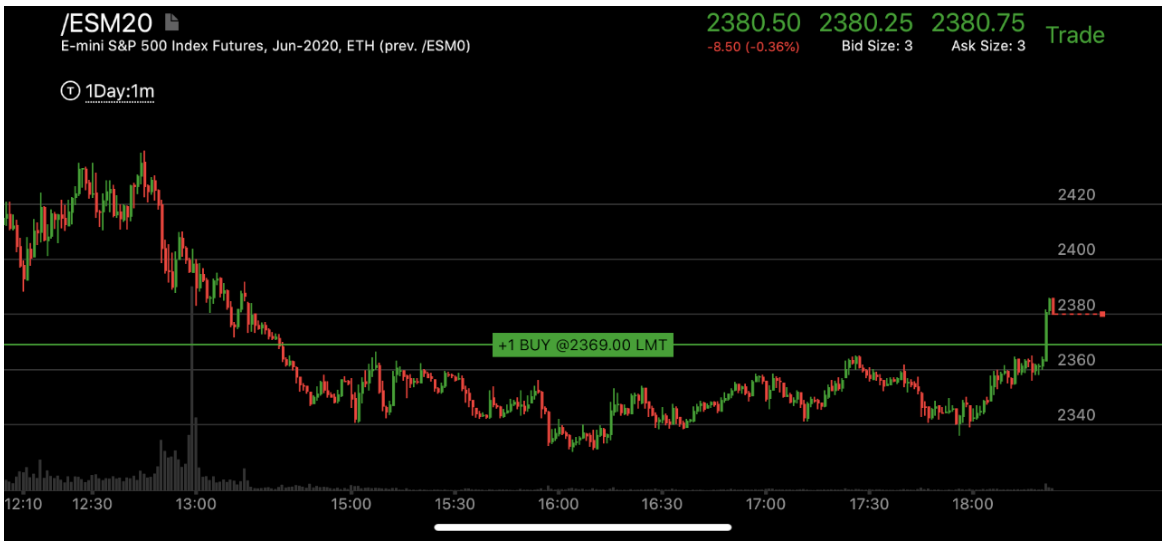 /ESM20
2380.50 2380.25 2380.75 Trade
E-mini S&P 500 Index Futures, Jun-2020, ETH (prev. /ESM0)
-8.50 (-0.36%) Bid Size: 3 Ask Size: 3
T 1Day:1m
2420
2400
2380
+1 BUY @2369.00 LMT
2360
2340
12:10 12:30 13:00 15:00 15:30 16:00 16:30 17:00 17:30 18:00